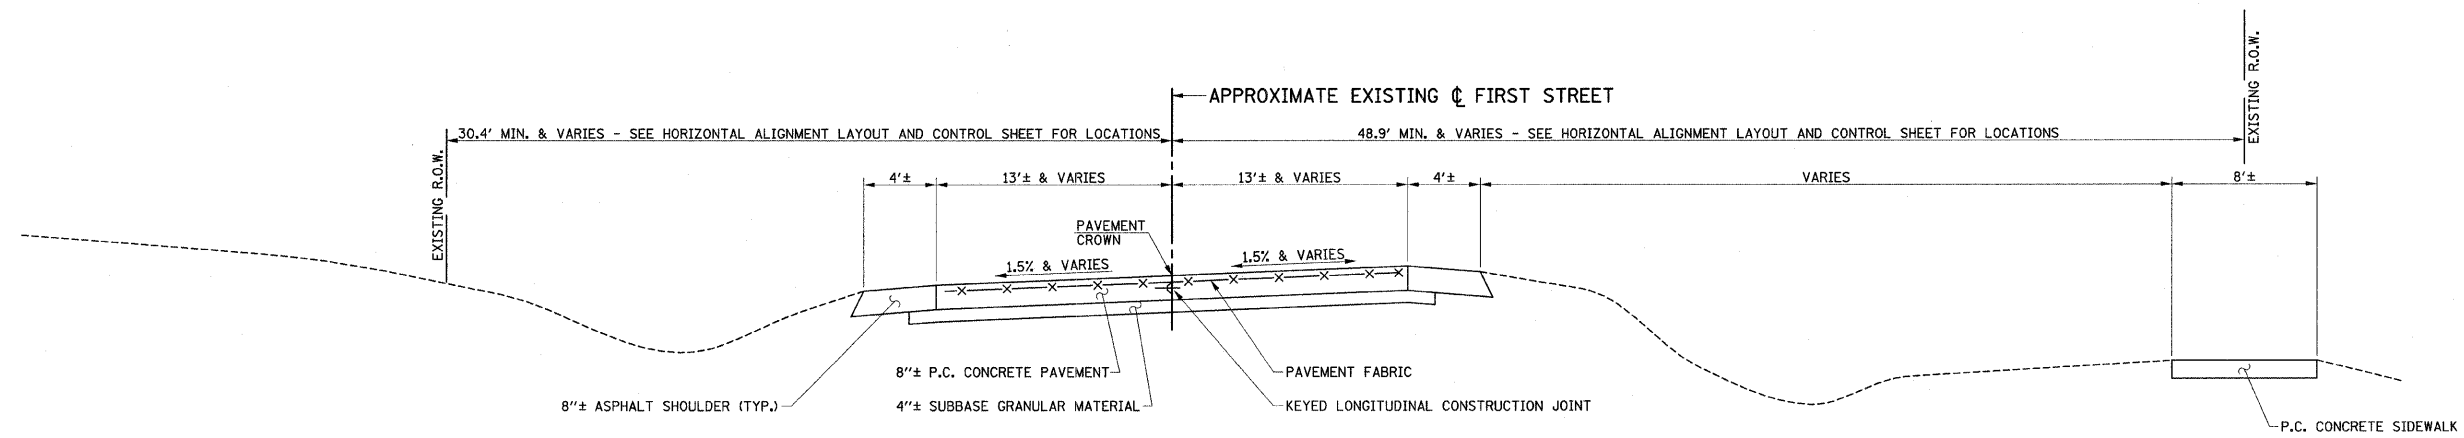 EXISTING R.O.W.
APPROXIMATE EXISTING ℄ FIRST STREET
30.4' MIN. & VARIES - SEE HORIZONTAL ALIGNMENT LAYOUT AND CONTROL SHEET FOR LOCATIONS
48.9' MIN. & VARIES - SEE HORIZONTAL ALIGNMENT LAYOUT AND CONTROL SHEET FOR LOCATIONS
EXISTING R.O.W.
4'±
13'± & VARIES
13'± & VARIES
4'±
VARIES
8'±
PAVEMENT
CROWN
1.5% & VARIES
1.5% & VARIES
8"± P.C. CONCRETE PAVEMENT
PAVEMENT FABRIC
8"± ASPHALT SHOULDER (TYP.)
4"± SUBBASE GRANULAR MATERIAL
KEYED LONGITUDINAL CONSTRUCTION JOINT
P.C. CONCRETE SIDEWALK